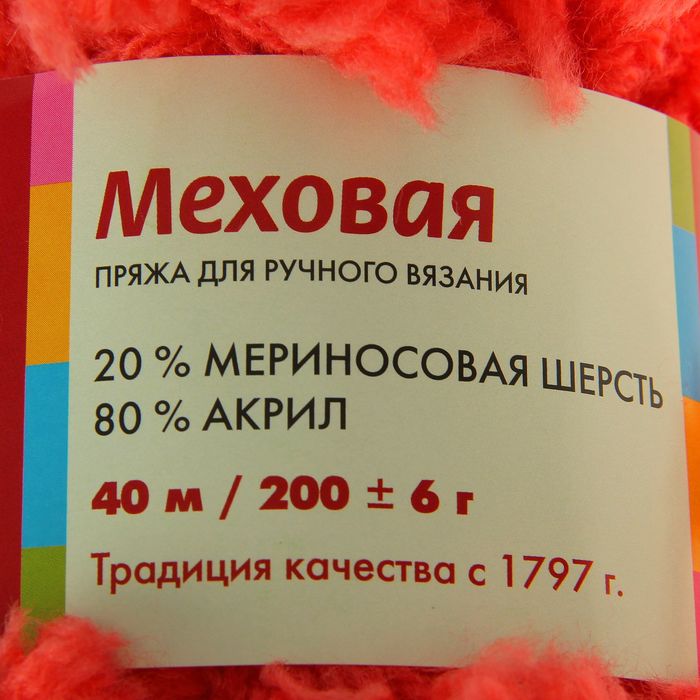 Меховая
ПРЯЖА ДЛЯ РУЧНОГО ВЯЗАНИЯ
20 % МЕРИНОСОВАЯ ШЕРСТЬ
80 % АКРИЛ
40 м / 200 ± 6 г
Традиция качества с 1797 г.